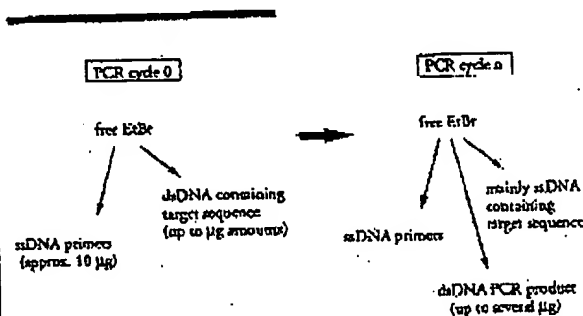 PCR cycle 0
free EtBr
dsDNA containing
target sequence
(up to µg amounts)
ssDNA primers
(approx. 10 µg)
PCR cycle n
free EtBr
mainly ssDNA
containing
target sequence
ssDNA primers
dsDNA PCR product
(up to several µg)